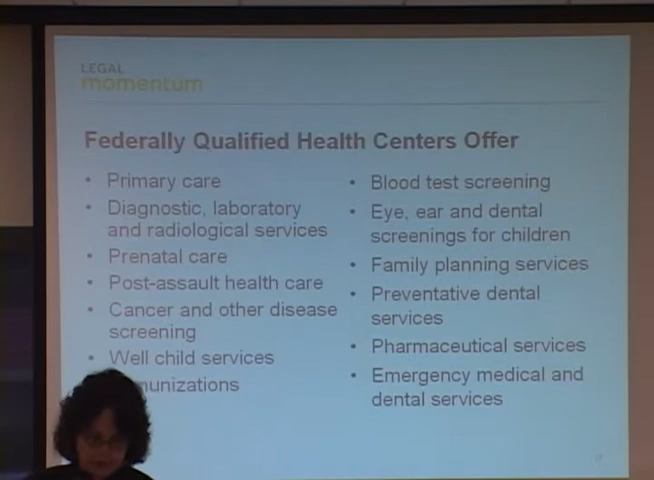 LEGAL
momentum
Federally Qualified Health Centers Offer
• Primary care
• Diagnostic, laboratory
and radiological services
• Prenatal care
• Post-assault health care
• Cancer and other disease
screening
• Well child services
munizations
• Blood test screening
• Eye, ear and dental
screenings for children
• Family planning services
• Preventative dental
services
• Pharmaceutical services
• Emergency medical and
dental services